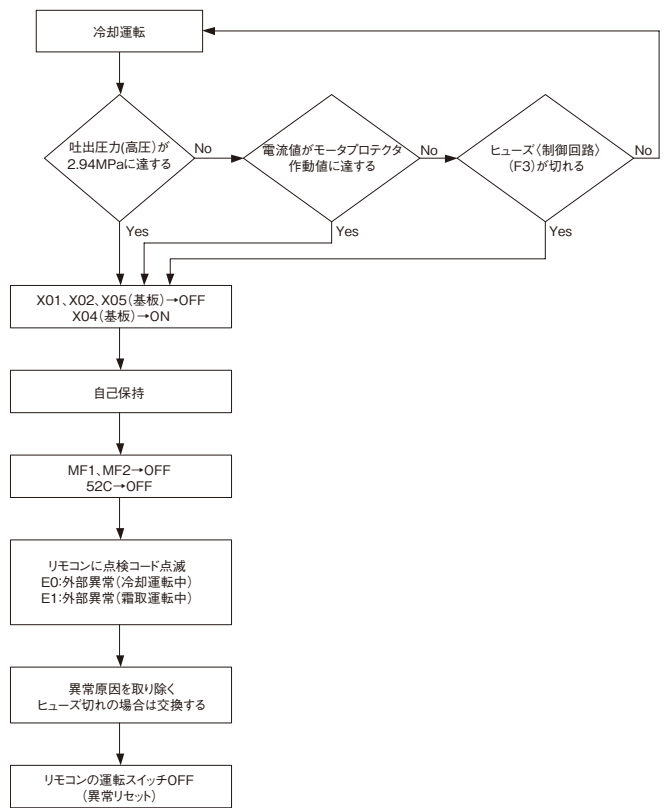 冷却運転
吐出圧力(高圧)が
2.94MPaに達する
No
電流値がモータプロテクタ
作動値に達する
No
ヒューズ〈制御回路〉
(F3)が切れる
No
Yes
Yes
Yes
X01、X02、X05(基板)→OFF
X04(基板)→ON
自己保持
MF1、MF2→OFF
52C→OFF
リモコンに点検コード点滅
E0:外部異常(冷却運転中)
E1:外部異常(霜取運転中)
異常原因を取り除く
ヒューズ切れの場合は交換する
リモコンの運転スイッチOFF
(異常リセット)